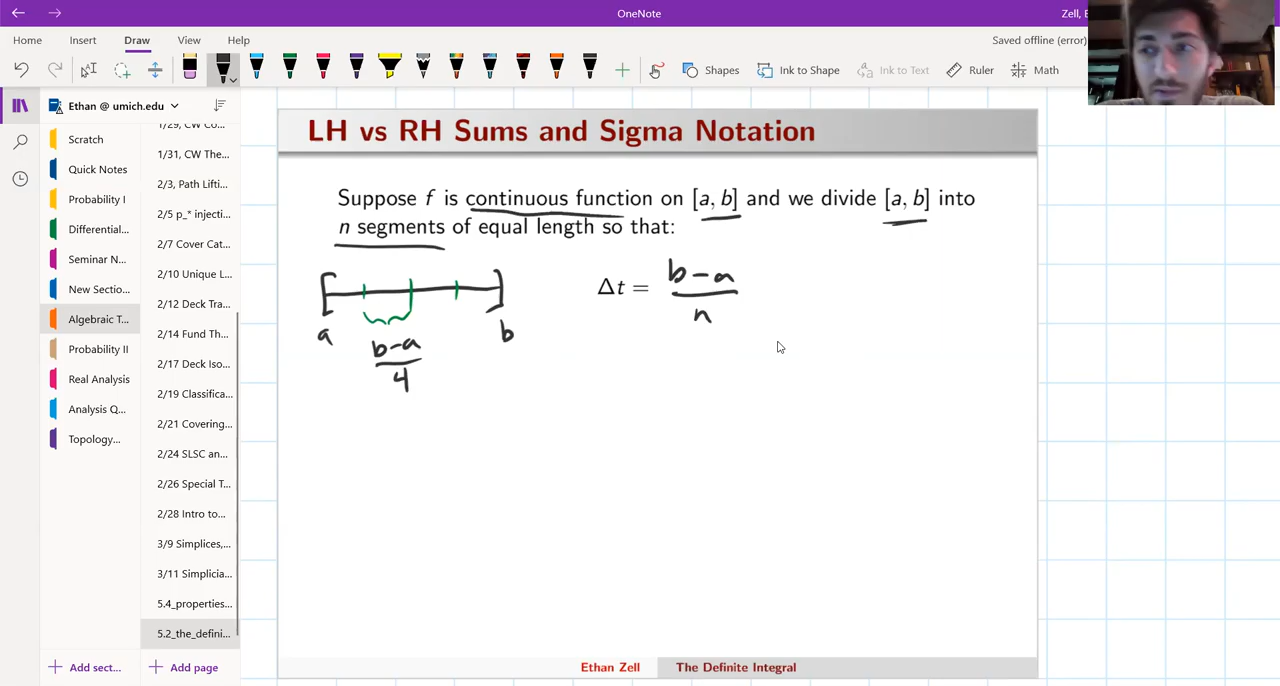 OneNote
Zell, E
Home Insert Draw View Help
Saved offline (error)
Shapes Ink to Shape Ink to Text Ruler Math
Ethan @ umich.edu
Scratch
Quick Notes
Probability I
Differential...
Seminar N...
New Sectio...
Algebraic T...
Probability II
Real Analysis
Analysis Q...
Topology...
Add sect...
1/29, CW Co...
1/31, CW The...
2/3, Path Lifti...
2/5 p_* injecti...
2/7 Cover Cat...
2/10 Unique L...
2/12 Deck Tra...
2/14 Fund Th...
2/17 Deck Iso...
2/19 Classifica...
2/21 Covering...
2/24 SLSC an...
2/26 Special T...
2/28 Intro to...
3/9 Simplices,...
3/11 Simplicia...
5.4_properties...
5.2_the_defini...
Add page
LH vs RH Sums and Sigma Notation
Suppose f is continuous function on [a, b] and we divide [a, b] into
n segments of equal length so that:
[ ]
a b
b-a
4
Δt = b-a
n
Ethan Zell The Definite Integral